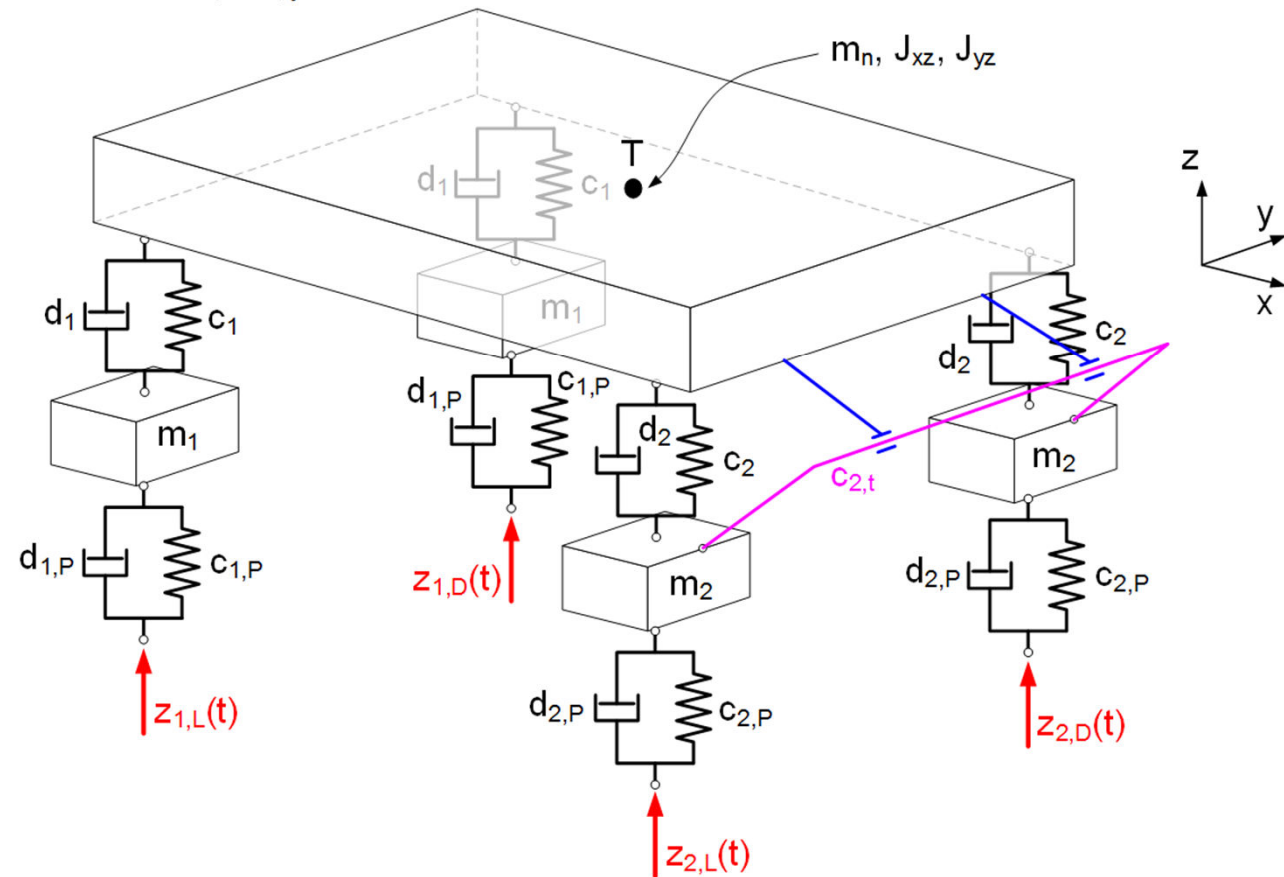 mₙ, Jₓz, Jyz
T
z
y
x
d₁
c₁
d₁
c₁
m₁
m₁
d₁,P
c₁,P
d₂
c₂
d₂
c₂
c₂,t
m₂
m₂
d₁,P
c₁,P
z₁,D(t)
d₂,P
c₂,P
z₁,L(t)
d₂,P
c₂,P
z₂,D(t)
z₂,L(t)